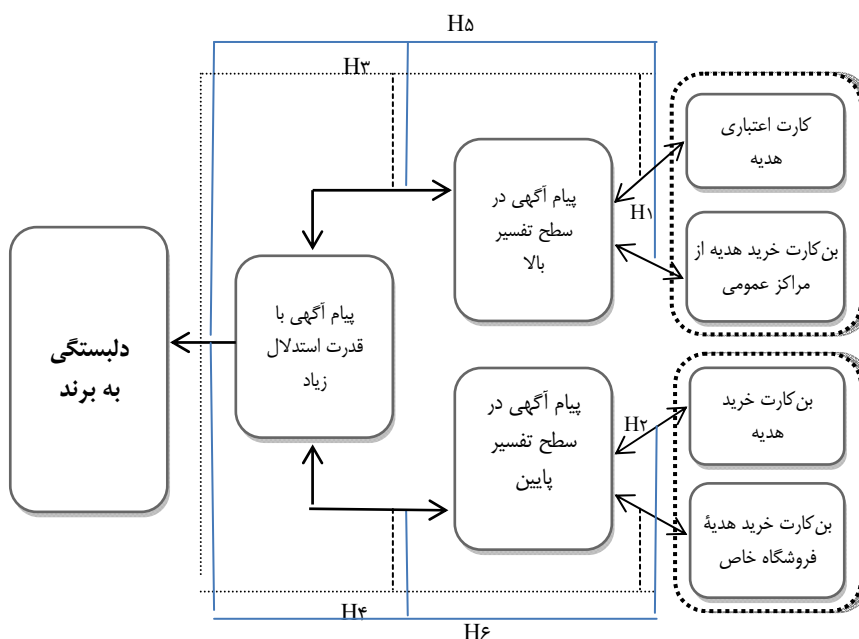 H۵
H۳
کارت اعتباری
هدیه
H۱
پیام آگهی در
سطح تفسیر
بالا
بن‌کارت خرید هدیه از
مراکز عمومی
پیام آگهی با
قدرت استدلال
زیاد
دلبستگی
به برند
بن‌کارت خرید
هدیه
H۲
پیام آگهی در
سطح تفسیر
پایین
بن‌کارت خرید هدیۀ
فروشگاه خاص
H۴
H۶